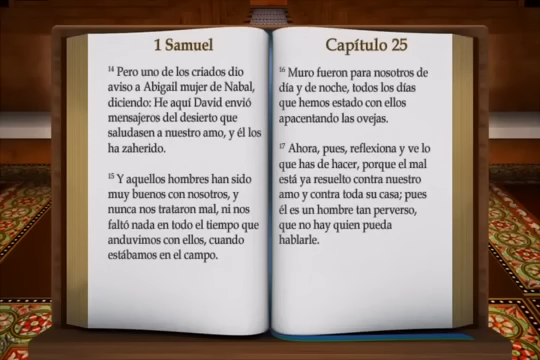 1 Samuel
14 Pero uno de los criados dio
aviso a Abigaíl mujer de Nabal,
diciendo: He aquí David envió
mensajeros del desierto que
saludasen a nuestro amo, y él los
ha zaherido.
15 Y aquellos hombres han sido
muy buenos con nosotros, y
nunca nos trataron mal, ni nos
faltó nada en todo el tiempo que
anduvimos con ellos, cuando
estábamos en el campo.
Capítulo 25
16 Muro fueron para nosotros de
día y de noche, todos los días
que hemos estado con ellos
apacentando las ovejas.
17 Ahora, pues, reflexiona y ve lo
que has de hacer, porque el mal
está ya resuelto contra nuestro
amo y contra toda su casa; pues
él es un hombre tan perverso,
que no hay quien pueda
hablarle.